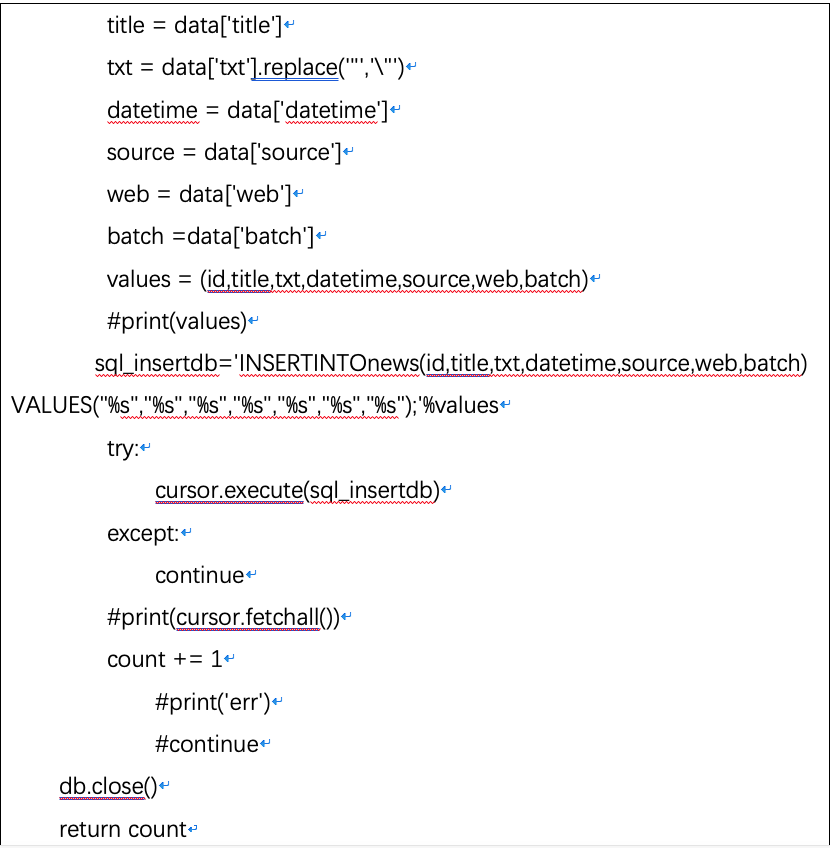 title = data['title']↵
txt = data['txt'].replace('"','\"')↵
datetime = data['datetime']↵
source = data['source']↵
web = data['web']↵
batch =data['batch']↵
values = (id,title,txt,datetime,source,web,batch)↵
#print(values)↵
sql_insertdb='INSERTINTOnews(id,title,txt,datetime,source,web,batch)
VALUES("%s","%s","%s","%s","%s","%s","%s");'%values↵
try:↵
cursor.execute(sql_insertdb)↵
except:↵
continue↵
#print(cursor.fetchall())↵
count += 1↵
#print('err')↵
#continue↵
db.close()↵
return count↵